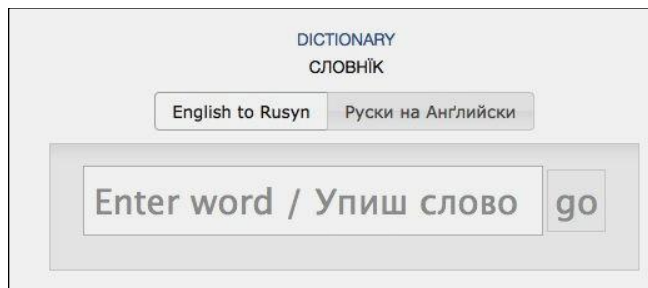 DICTIONARY
СЛОВНЇК
English to Rusyn Руски на Анґлийски
Enter word / Упиш слово go